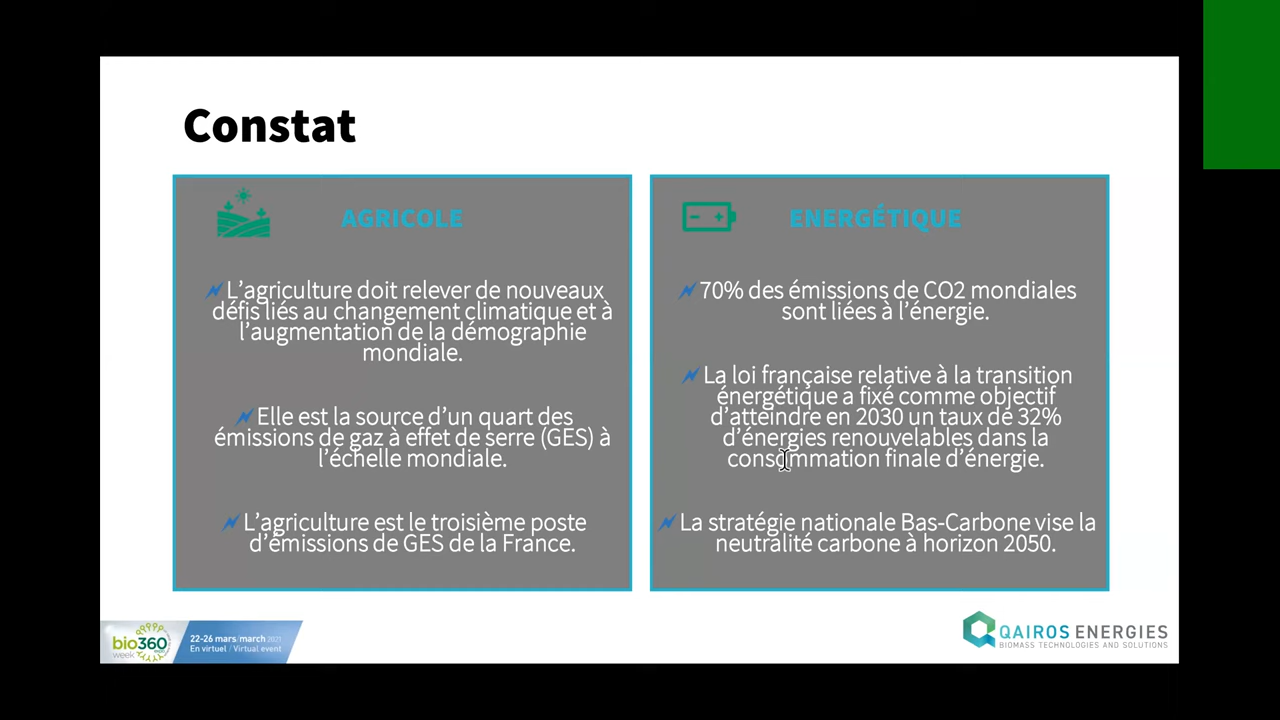 Constat
AGRICOLE
L'agriculture doit relever de nouveaux
défis liés au changement climatique et à
l'augmentation de la démographie
mondiale.
Elle est la source d'un quart des
émissions de gaz à effet de serre (GES) à
l'échelle mondiale.
L'agriculture est le troisième poste
d'émissions de GES de la France.
ENERGÉTIQUE
70% des émissions de CO2 mondiales
sont liées à l'énergie.
La loi française relative à la transition
énergétique a fixé comme objectif
d'atteindre en 2030 un taux de 32%
d'énergies renouvelables dans la
consommation finale d'énergie.
La stratégie nationale Bas-Carbone vise la
neutralité carbone à horizon 2050.
bio360
week
22-26 mars/march 2021
En virtuel / Virtual event
QAIROS ENERGIES
BIOMASS TECHNOLOGIES AND SOLUTIONS